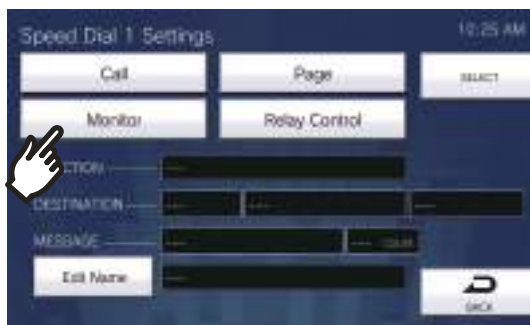 Speed Dial 1 Settings 10:25 AM
Call Page SELECT
Monitor Relay Control
DESTINATION
MESSAGE
Edit Name
BACK